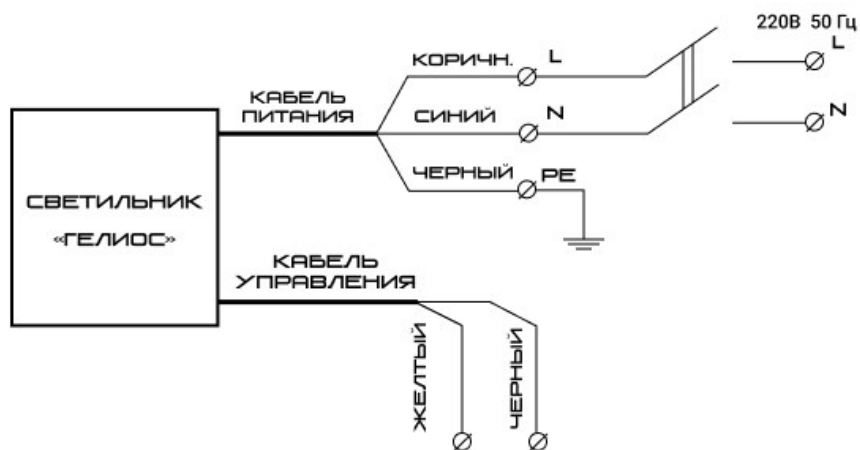 220В 50 Гц
КОРИЧН.
L
L
КАБЕЛЬ
ПИТАНИЯ
СИНИЙ
N
N
ЧЕРНЫЙ
PE
СВЕТИЛЬНИК
«ГЕЛИОС»
КАБЕЛЬ
УПРАВЛЕНИЯ
ЖЕЛТЫЙ
ЧЕРНЫЙ